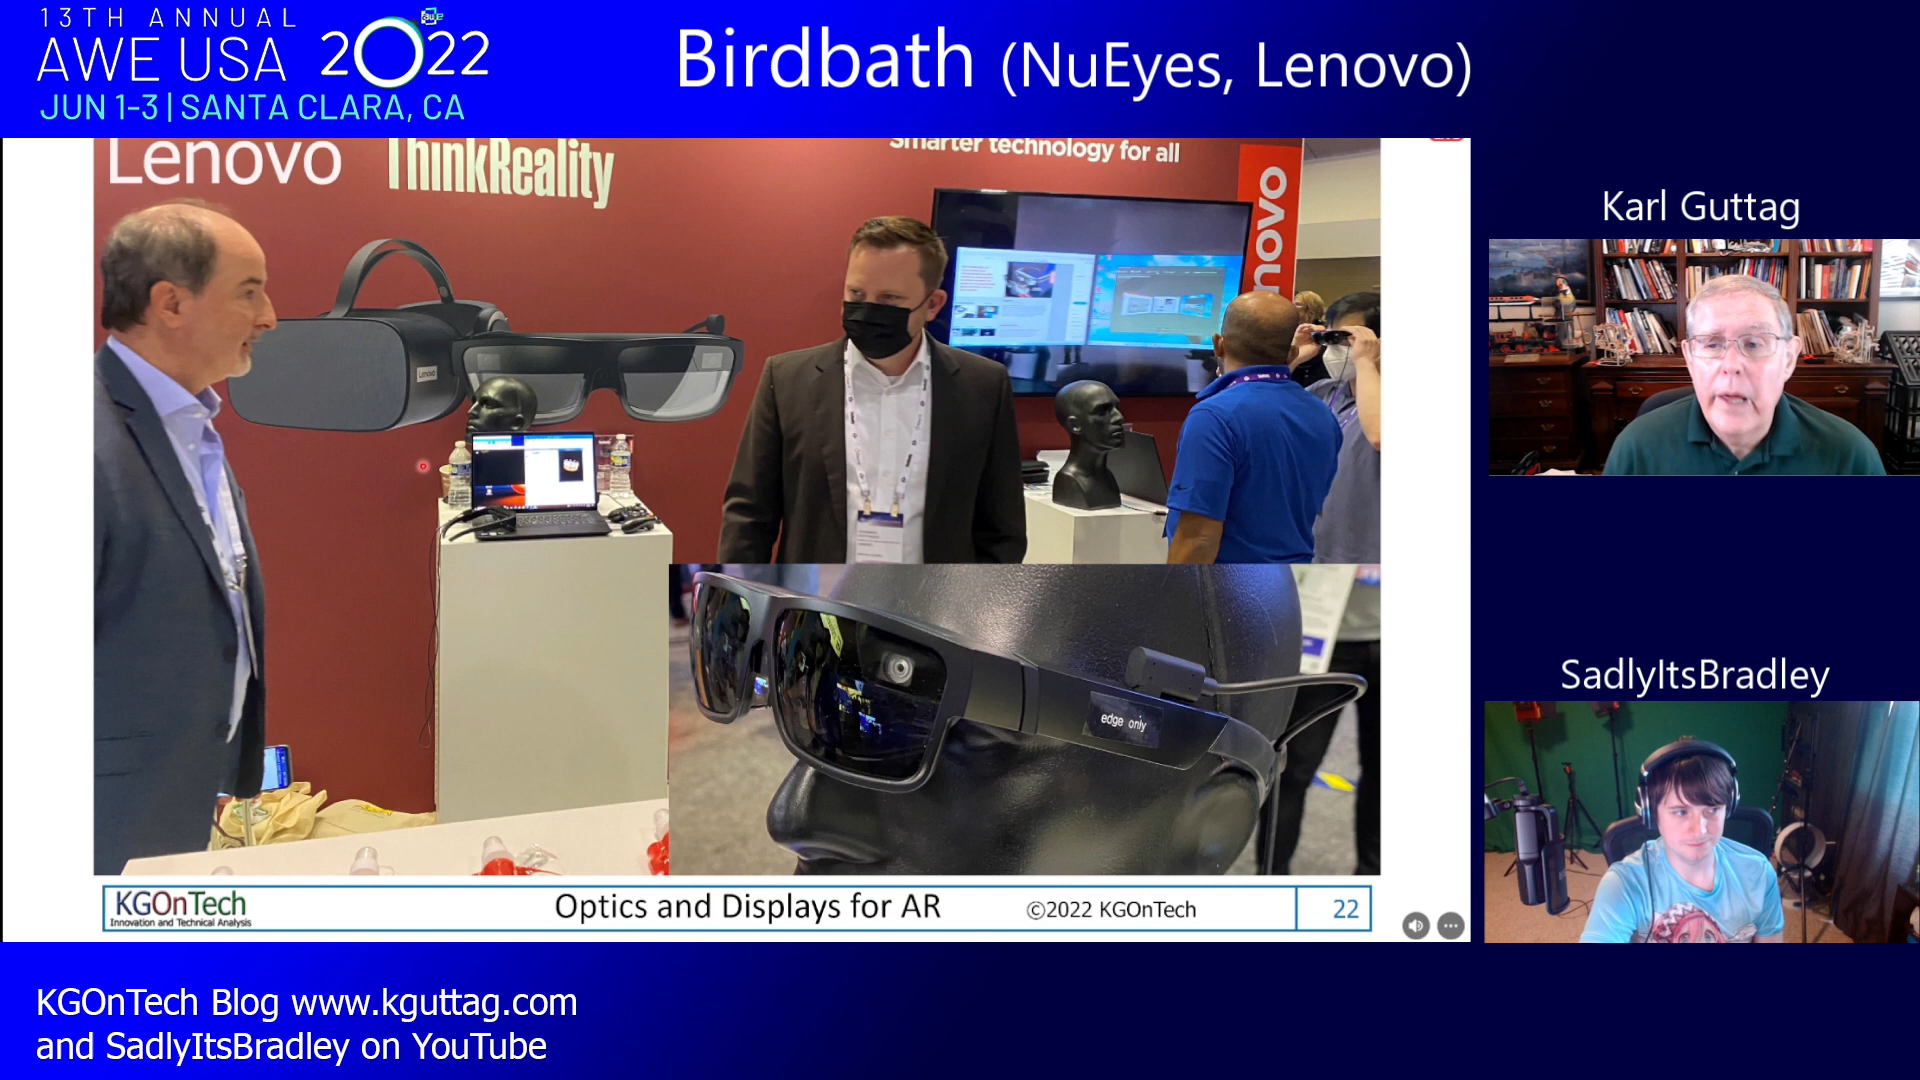 13TH ANNUAL
AWE USA 2022
awe
JUN 1-3 | SANTA CLARA, CA
Birdbath (NuEyes, Lenovo)
Lenovo
ThinkReality
Smarter technology for all
novo
Lenovo
edge only
Karl Guttag
SadlyItsBradley
KGOnTech
Innovation and Technical Analysis
Optics and Displays for AR
©2022 KGOnTech
22
KGOnTech Blog www.kguttag.com
and SadlyItsBradley on YouTube